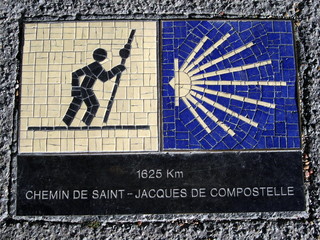 1625 Km
CHEMIN DE SAINT-JACQUES DE COMPOSTELLE